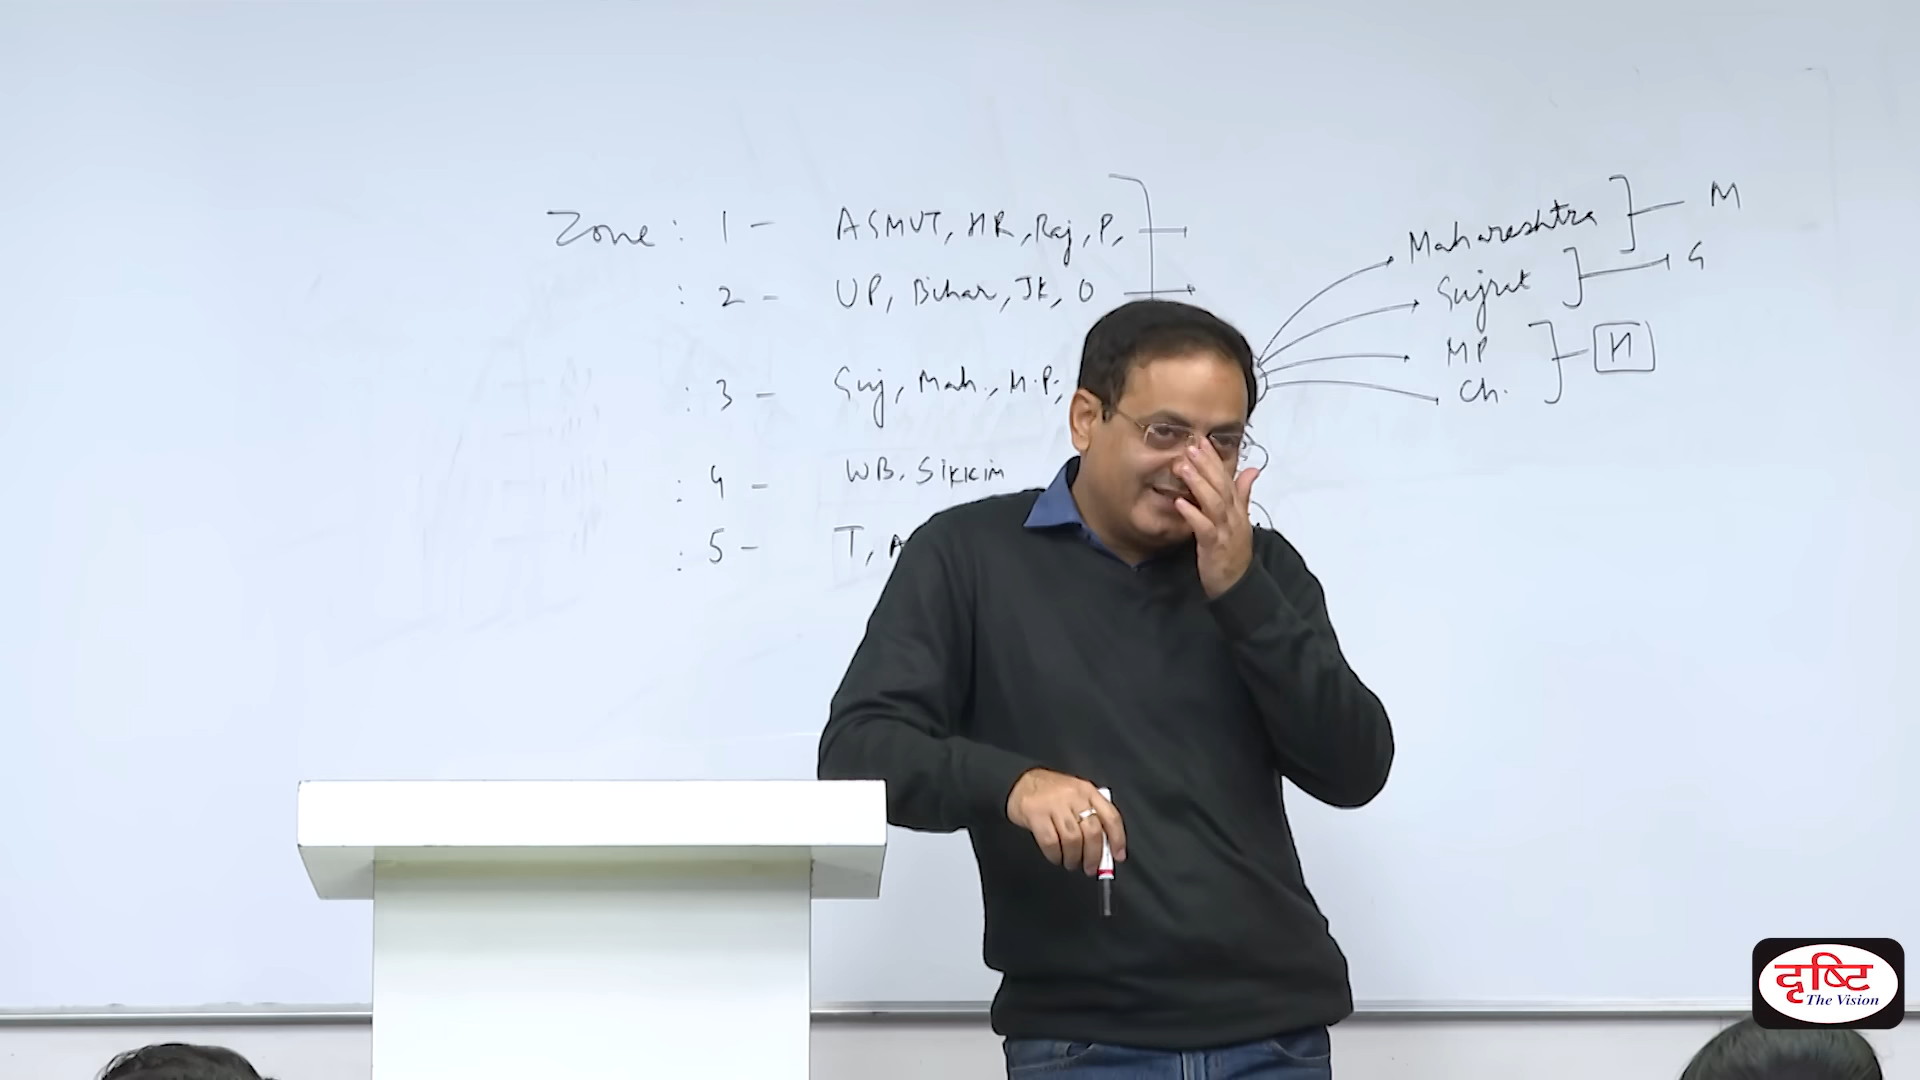 Zone : 1 - ASMUT, HR, Raj, P,
: 2 - UP, Bihar, JK, O
: 3 - Guj, Mah., M.P,
: 4 - WB, Sikkim
: 5 - T, A
Maharashtra M
Gujrat G
MP
Ch. H
दृष्टि
The Vision